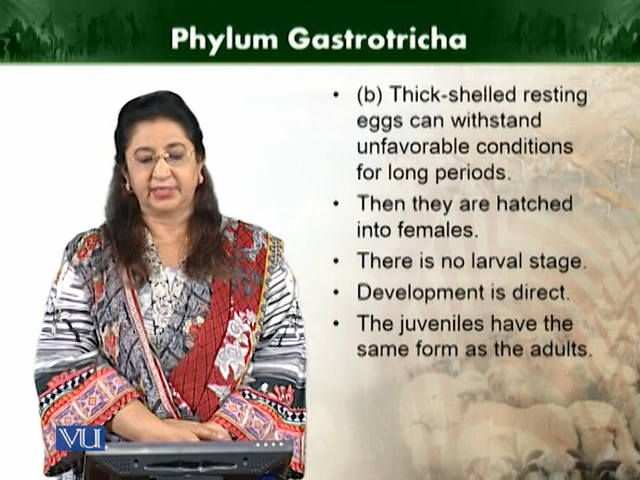 Phylum Gastrotricha
• (b) Thick-shelled resting
eggs can withstand
unfavorable conditions
for long periods.
• Then they are hatched
into females.
• There is no larval stage.
• Development is direct.
• The juveniles have the
same form as the adults.
VU